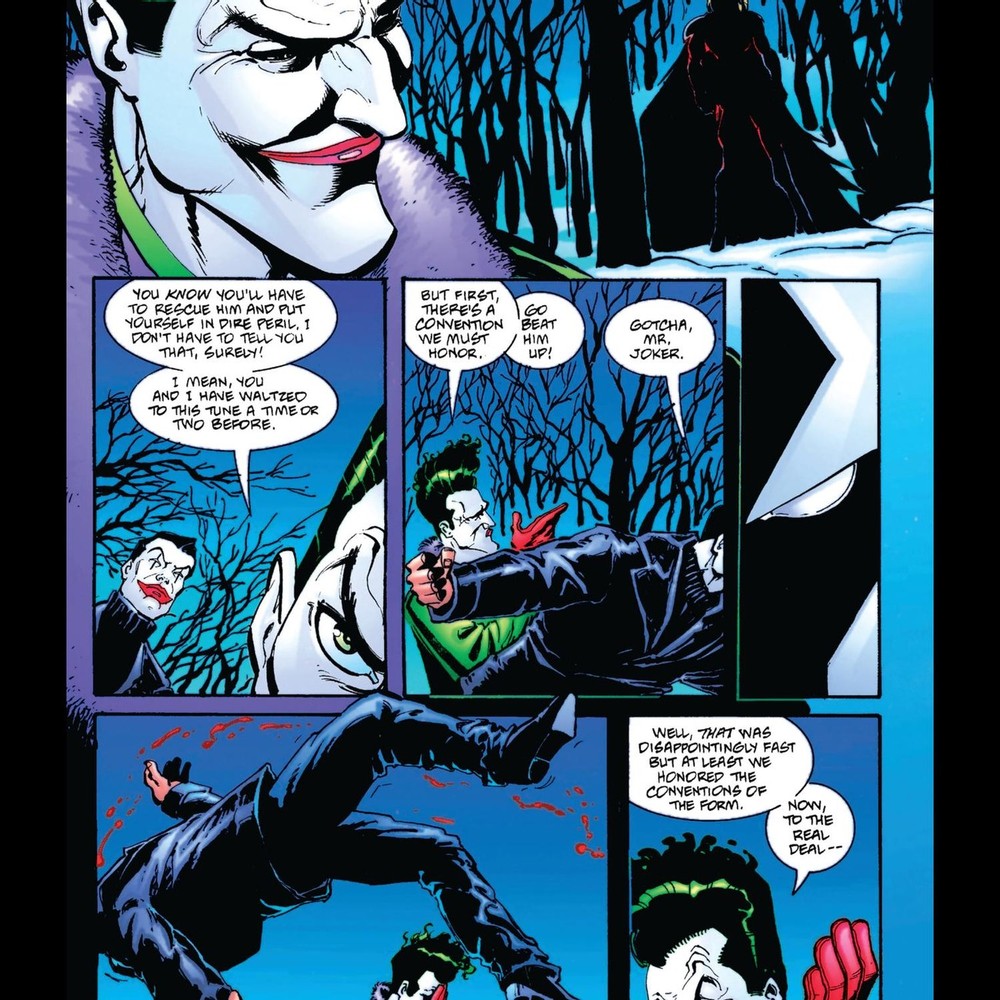 YOU KNOW YOU'LL HAVE
TO RESCUE HIM AND PUT
YOURSELF IN DIRE PERIL. I
DON'T HAVE TO TELL YOU
THAT, SURELY!
I MEAN, YOU
AND I HAVE WALTZED
TO THIS TUNE A TIME OR
TWO BEFORE.
BUT FIRST,
THERE'S A
CONVENTION
WE MUST
HONOR.
GO
BEAT
HIM
UP!
GOTCHA,
MR.
JOKER.
WELL, THAT WAS
DISAPPOINTINGLY FAST
BUT AT LEAST WE
HONORED THE
CONVENTIONS OF
THE FORM.
NOW,
TO THE
REAL
DEAL--